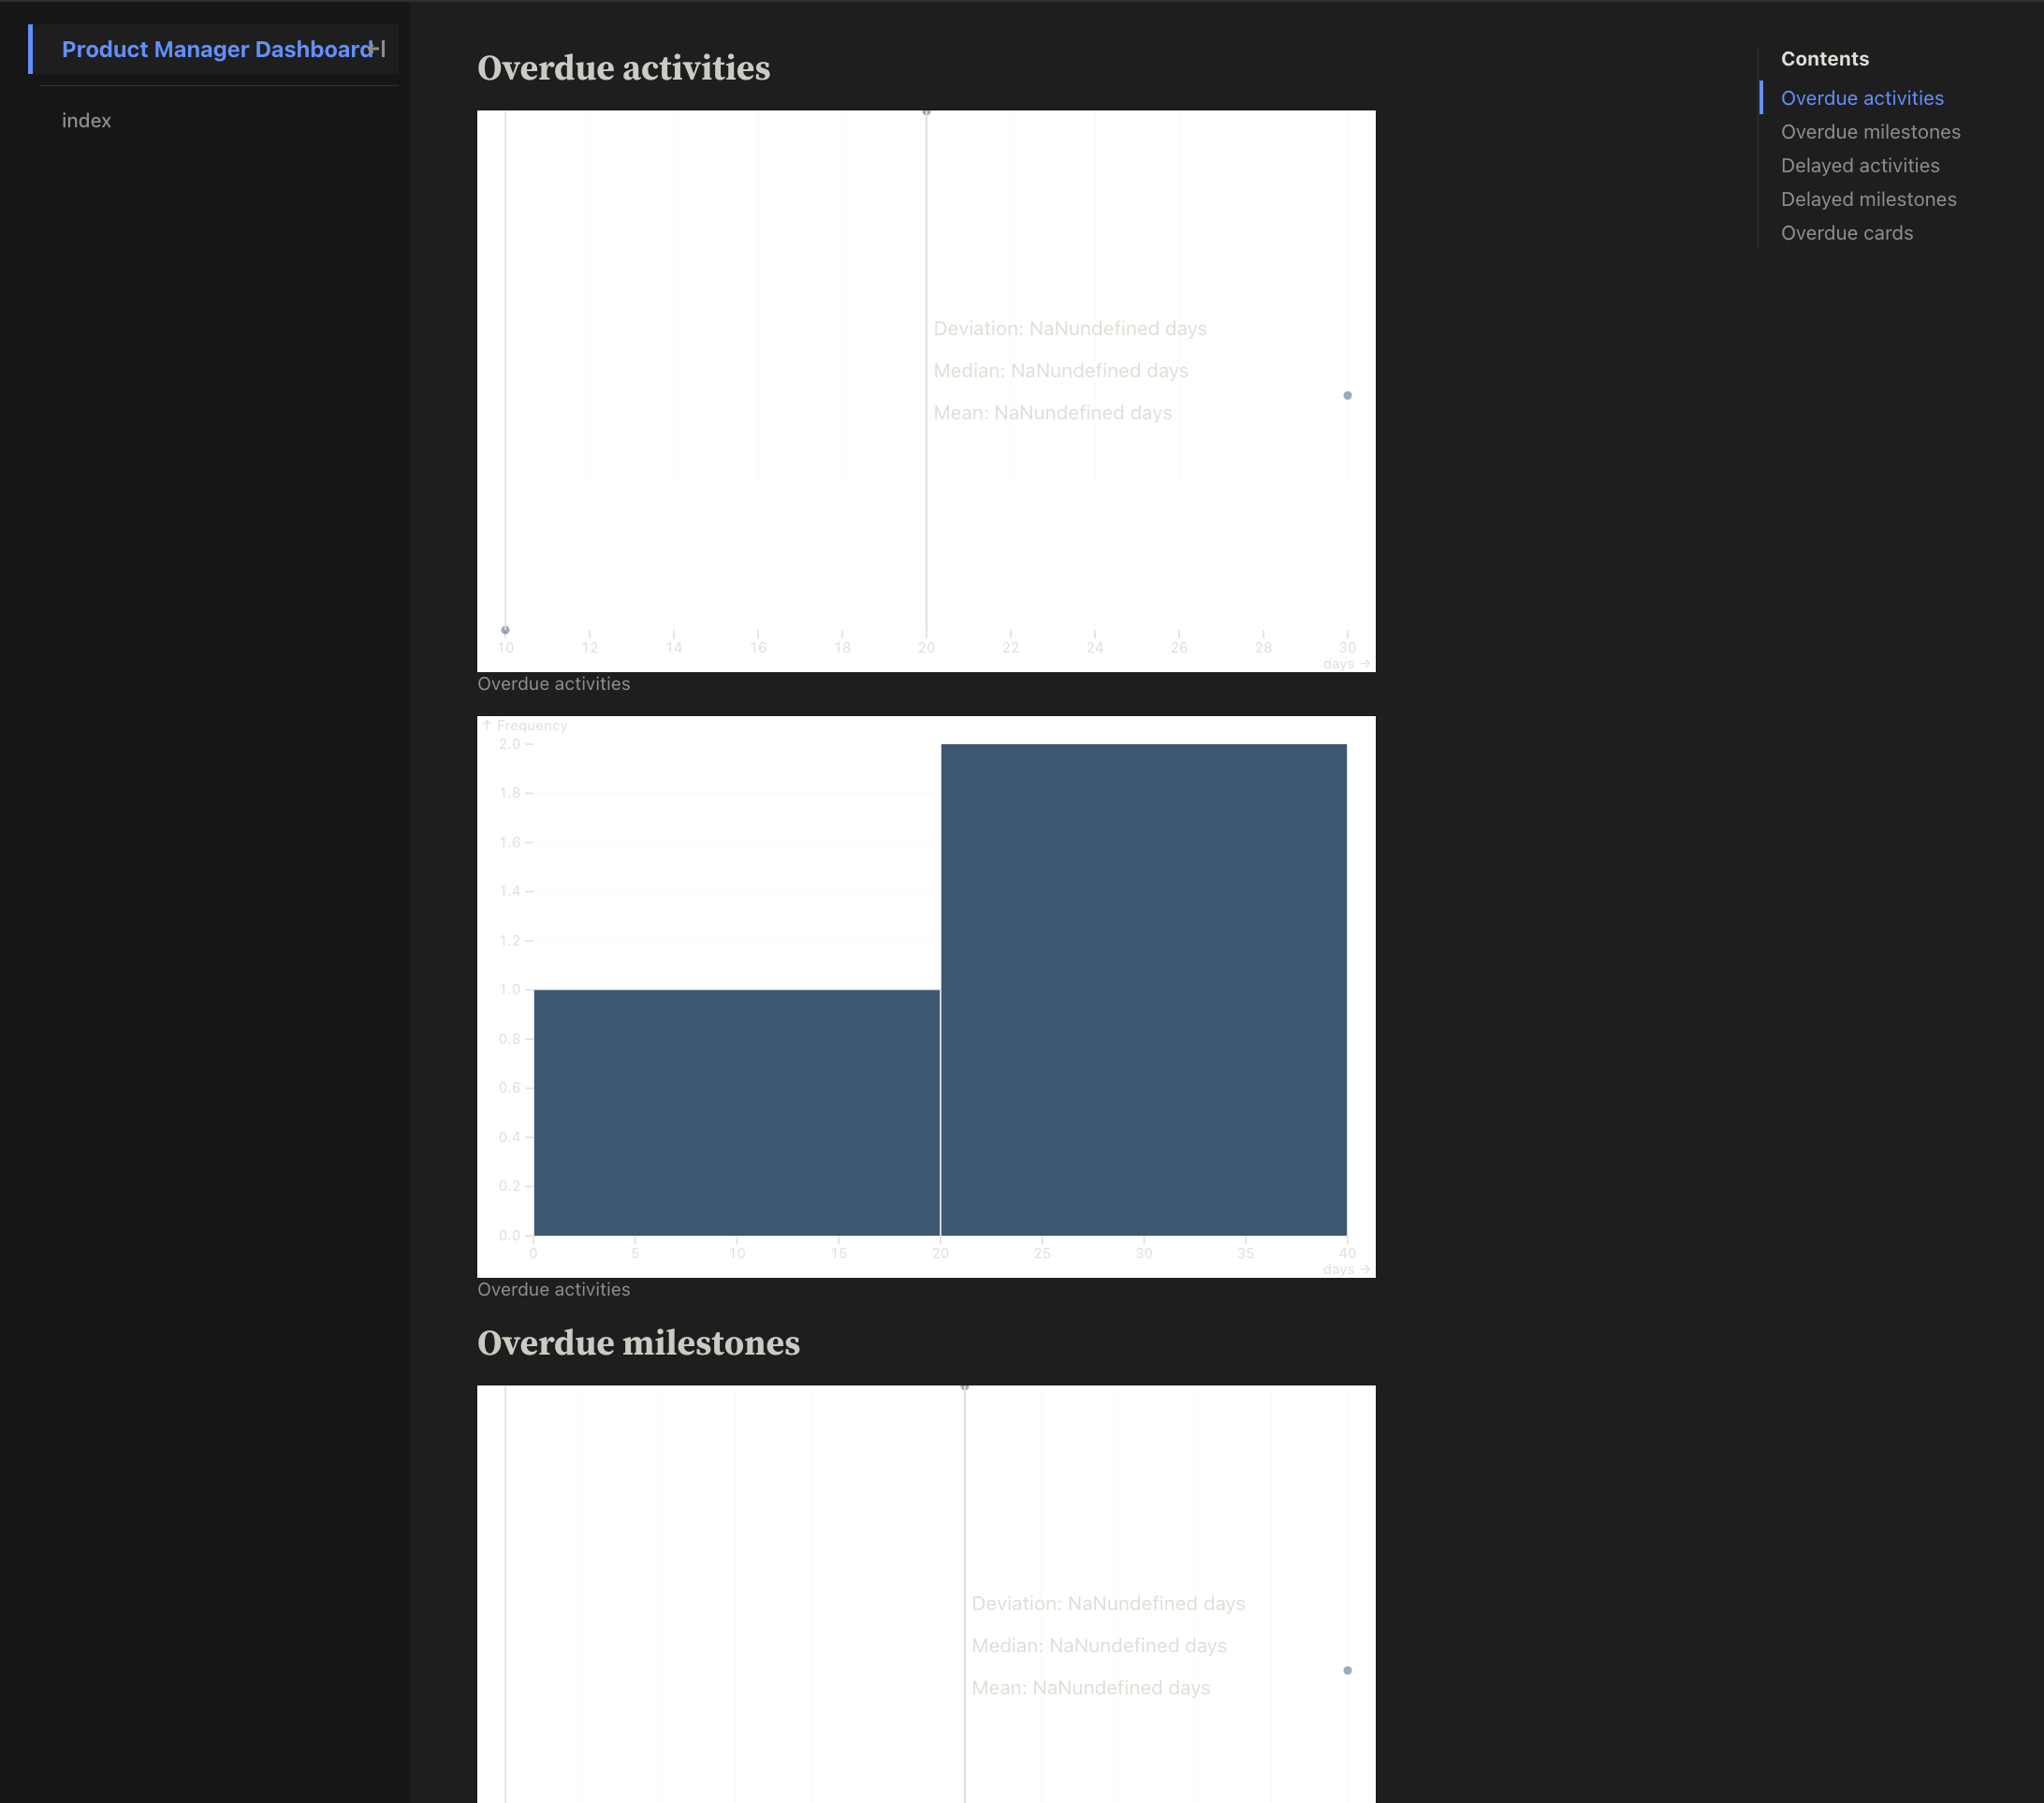 Product Manager Dashboard
index
Overdue activities
Deviation: NaNundefined days
Median: NaNundefined days
Mean: NaNundefined days
10 12 14 16 18 20 22 24 26 28 30
days →
Overdue activities
↑ Frequency
2.0
1.8
1.6
1.4
1.2
1.0
0.8
0.6
0.4
0.2
0.0
0 5 10 15 20 25 30 35 40
days →
Overdue activities
Overdue milestones
Deviation: NaNundefined days
Median: NaNundefined days
Mean: NaNundefined days
Contents
Overdue activities
Overdue milestones
Delayed activities
Delayed milestones
Overdue cards